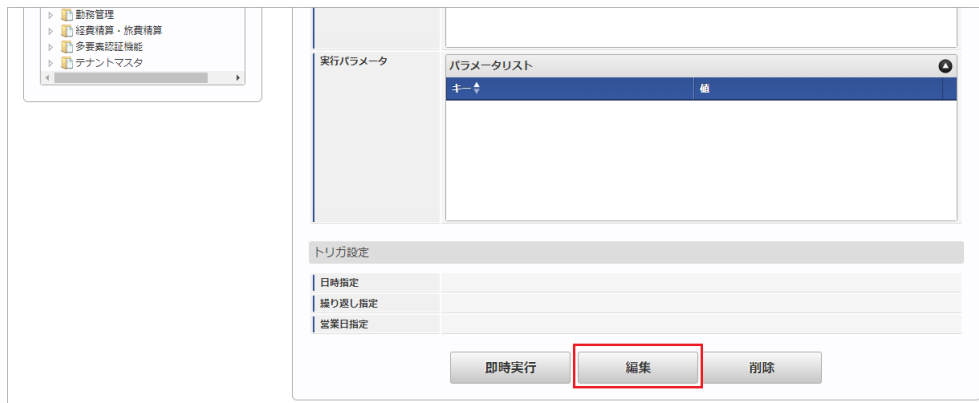 勤務管理
経費精算・旅費精算
多要素認証機能
テナントマスタ
実行パラメータ
パラメータリスト
キー 値
トリガ設定
日時指定
繰り返し指定
営業日指定
即時実行 編集 削除